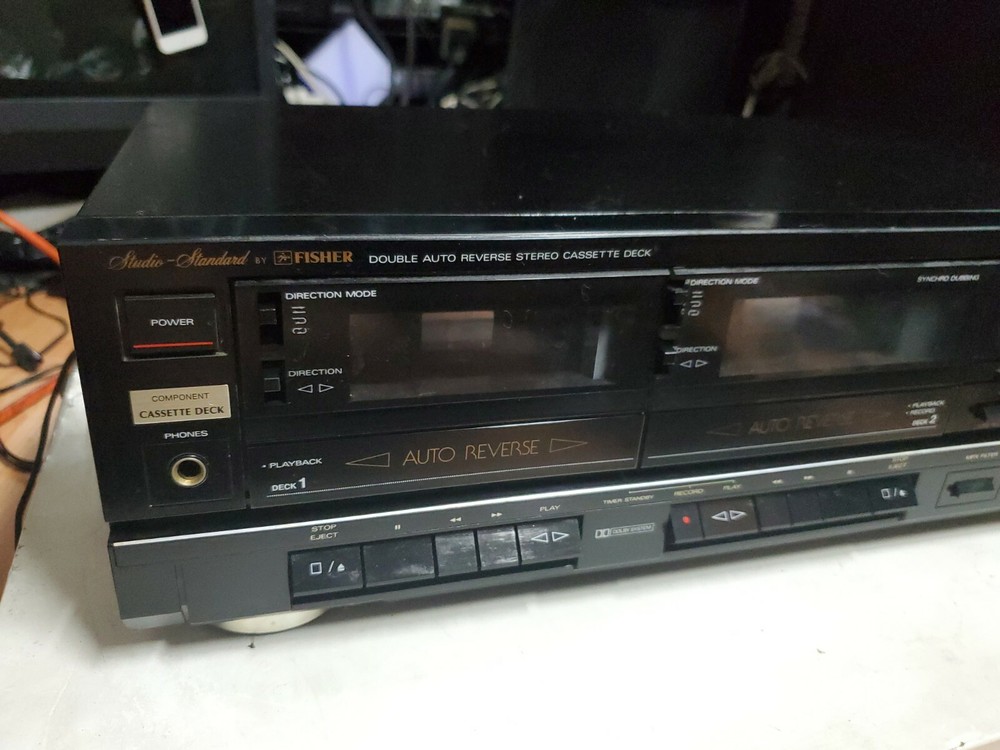 Studio-Standard BY FISHER DOUBLE AUTO REVERSE STEREO CASSETTE DECK
POWER
DIRECTION MODE
DIRECTION
DIRECTION MODE
SYNCHRO DUBBING
DIRECTION
COMPONENT
CASSETTE DECK
PHONES
AUTO REVERSE
• PLAYBACK
DECK 1
AUTO REVERSE
• PLAYBACK
• RECORD
DECK 2
STOP
EJECT
PLAY
DOLBY SYSTEM
TIMER STANDBY
RECORD
PLAY
STOP
EJECT
MPX FILTER